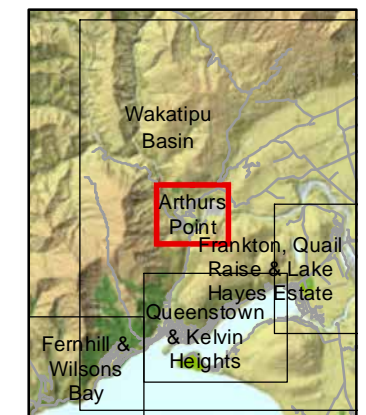 Wakatipu
Basin
Arthurs
Point
Frankton, Quail
Raise & Lake
Hayes Estate
Queenstown
& Kelvin
Heights
Fernhill &
Wilsons
Bay